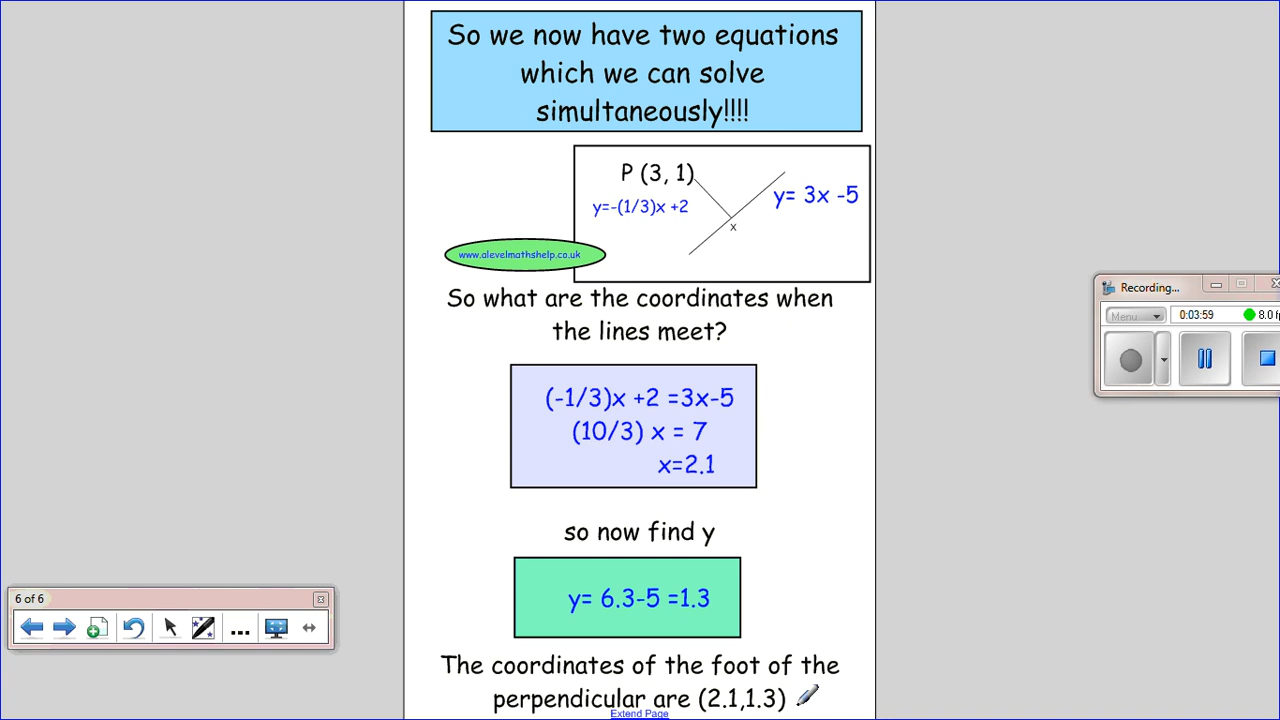 So we now have two equations
which we can solve
simultaneously!!!!
P (3, 1)
y=-(1/3)x +2
y= 3x -5
x
www.alevelmathshelp.co.uk
So what are the coordinates when
the lines meet?
(-1/3)x +2 =3x-5
(10/3) x = 7
x=2.1
so now find y
y= 6.3-5 =1.3
The coordinates of the foot of the
perpendicular are (2.1,1.3)
Extend Page
Recording...
Menu
0:03:59
8.0 f
6 of 6